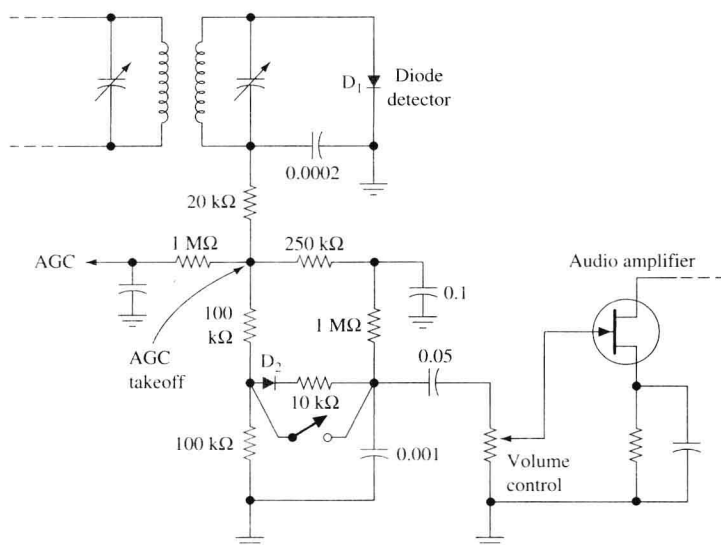 D1
Diode
detector
0.0002
20 kΩ
1 MΩ
250 kΩ
AGC
Audio amplifier
0.1
100
kΩ
1 MΩ
AGC
takeoff
D2
0.05
10 kΩ
100 kΩ
0.001
Volume
control